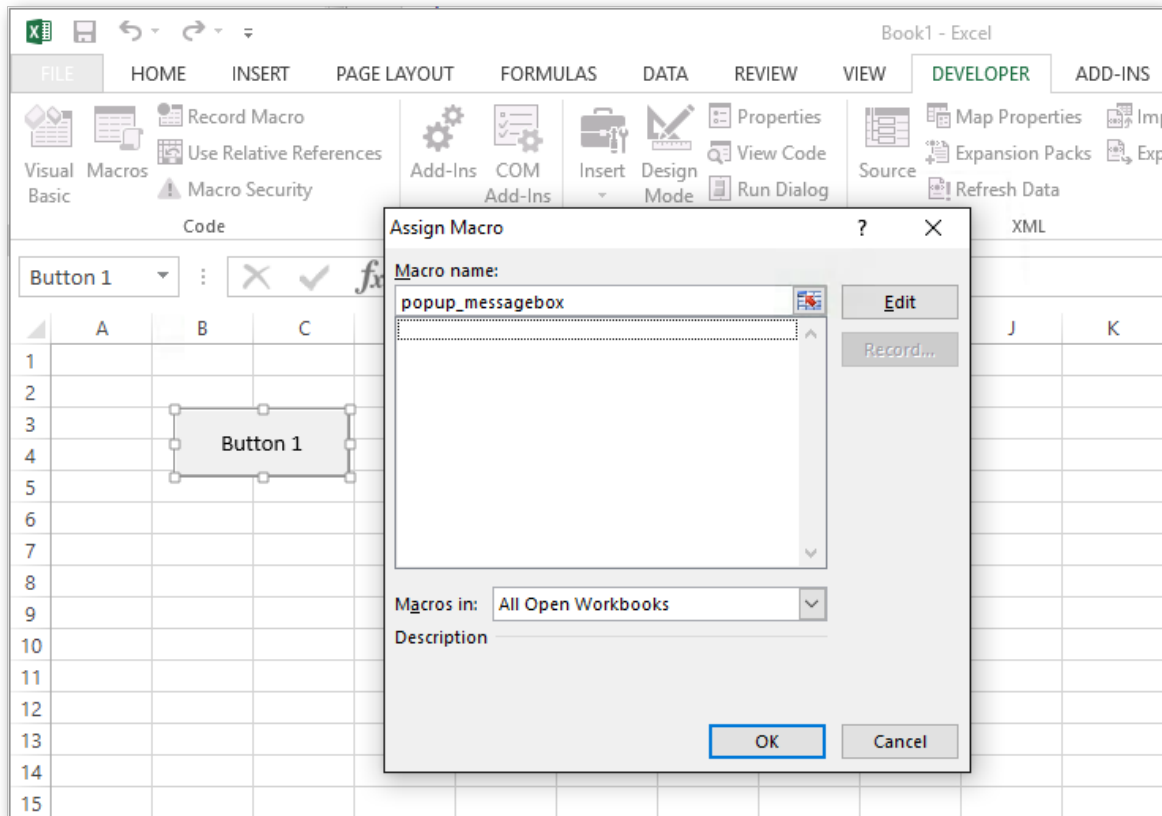 Book1 - Excel
FILE HOME INSERT PAGE LAYOUT FORMULAS DATA REVIEW VIEW DEVELOPER ADD-INS
Visual Basic
Macros
Record Macro
Use Relative References
Macro Security
Code
Add-Ins
COM Add-Ins
Insert
Design Mode
Properties
View Code
Run Dialog
Source
Map Properties
Expansion Packs
Refresh Data
XML
Button 1
fx
A B C J K
1
2
3
4
5
6
7
8
9
10
11
12
13
14
15
Button 1
Assign Macro ? 
Macro name:
popup_messagebox
Edit
Record...
Macros in: All Open Workbooks
Description
OK Cancel